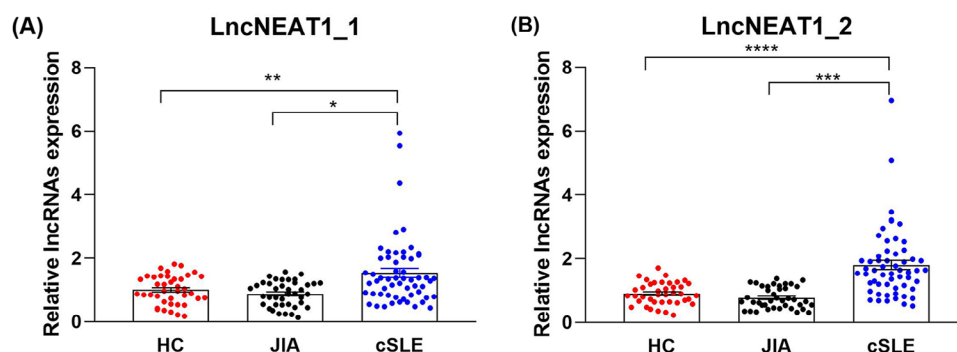 (A) LncNEAT1_1
Relative lncRNAs expression
8
6
4
2
0
**
*
HC JIA cSLE
(B) LncNEAT1_2
Relative lncRNAs expression
8
6
4
2
0
****
***
HC JIA cSLE